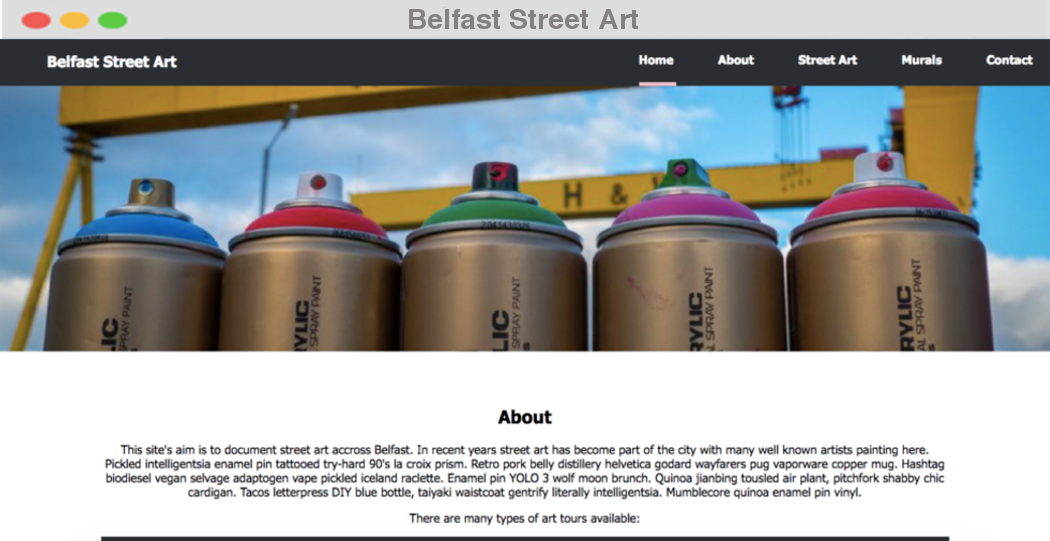 Belfast Street Art
Belfast Street Art Home About Street Art Murals Contact
H & W
LIC
SPRAY PAINT
RYLIC
SPRAY PAINT
LIC
SPRAY PAINT
RYLIC
AL SPRAY PAINT
RYLIC
AL SPRAY PAINT
About
This site's aim is to document street art accross Belfast. In recent years street art has become part of the city with many well known artists painting here.
Pickled intelligentsia enamel pin tattooed try-hard 90's la croix prism. Retro pork belly distillery helvetica godard wayfarers pug vaporware copper mug. Hashtag
biodiesel vegan selvage adaptogen vape pickled iceland raclette. Enamel pin YOLO 3 wolf moon brunch. Quinoa jianbing tousled air plant, pitchfork shabby chic
cardigan. Tacos letterpress DIY blue bottle, taiyaki waistcoat gentrify literally intelligentsia. Mumblecore quinoa enamel pin vinyl.
There are many types of art tours available: